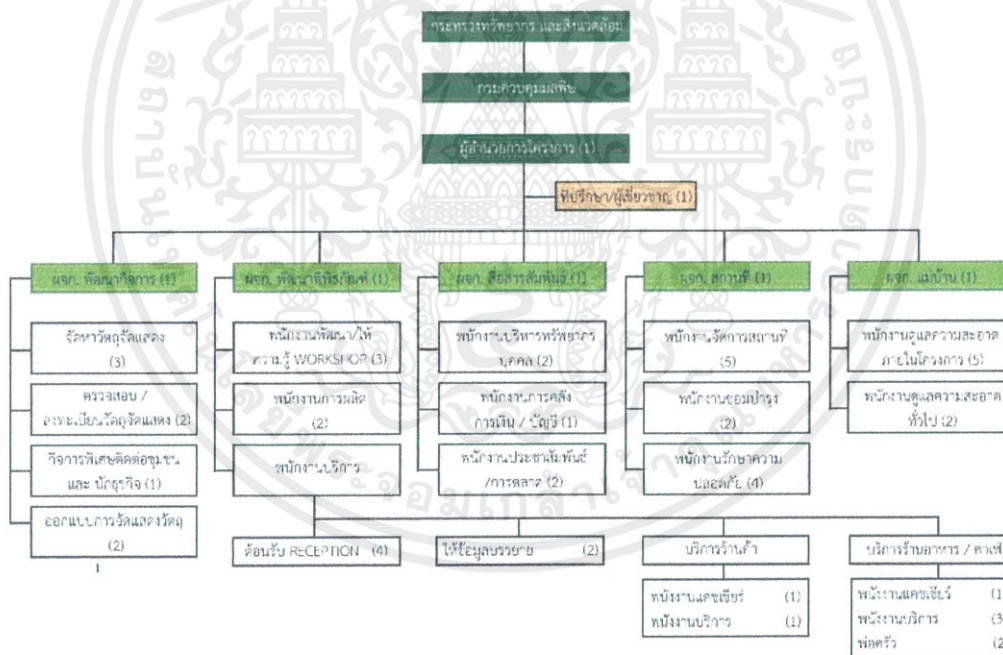 กระทรวงทรัพยากร และสิ่งแวดล้อม
กรมควบคุมมลพิษ
ผู้อำนวยการโครงการ (1)
ที่ปรึกษา/ผู้เชี่ยวชาญ (1)
ผจก. พัฒนากิจการ (1)
จัดหาวัตถุจัดแสดง
(3)
ตรวจสอบ /
ลงทะเบียนวัตถุจัดแสดง (2)
กิจการพิเศษติดต่อชุมชน
และ นักธุรกิจ (1)
ออกแบบการจัดแสดงวัตถุ
(2)
ผจก. พัฒนาพิพิธภัณฑ์ (1)
พนักงานพัฒนา/ให้
ความรู้ WORKSHOP (3)
พนักงานการผลิต
(2)
พนักงานบริการ
ผจก. สื่อสารสัมพันธ์ (1)
พนักงานบริหารทรัพยากร
บุคคล (2)
พนักงานการคลัง
การเงิน / บัญชี (1)
พนักงานประชาสัมพันธ์
/การตลาด (2)
ผจก. สถานที่ (1)
พนักงานจัดการสถานที่
(5)
พนักงานซ่อมบำรุง
(2)
พนักงานรักษาความ
ปลอดภัย (4)
ผจก. แม่บ้าน (1)
พนักงานดูแลความสะอาด
ภายในโครงการ (5)
พนักงานดูแลความสะอาด
ทั่วไป (2)
ต้อนรับ RECEPTION (4)
ให้ข้อมูลบรรยาย (2)
บริการร้านค้า
พนังงานแคชเชียร์ (1)
พนังงานบริการ (1)
บริการร้านอาหาร / คาเฟ่
พนังงานแคชเชียร์ (1
พนังงานบริการ (3
พ่อครัว (2